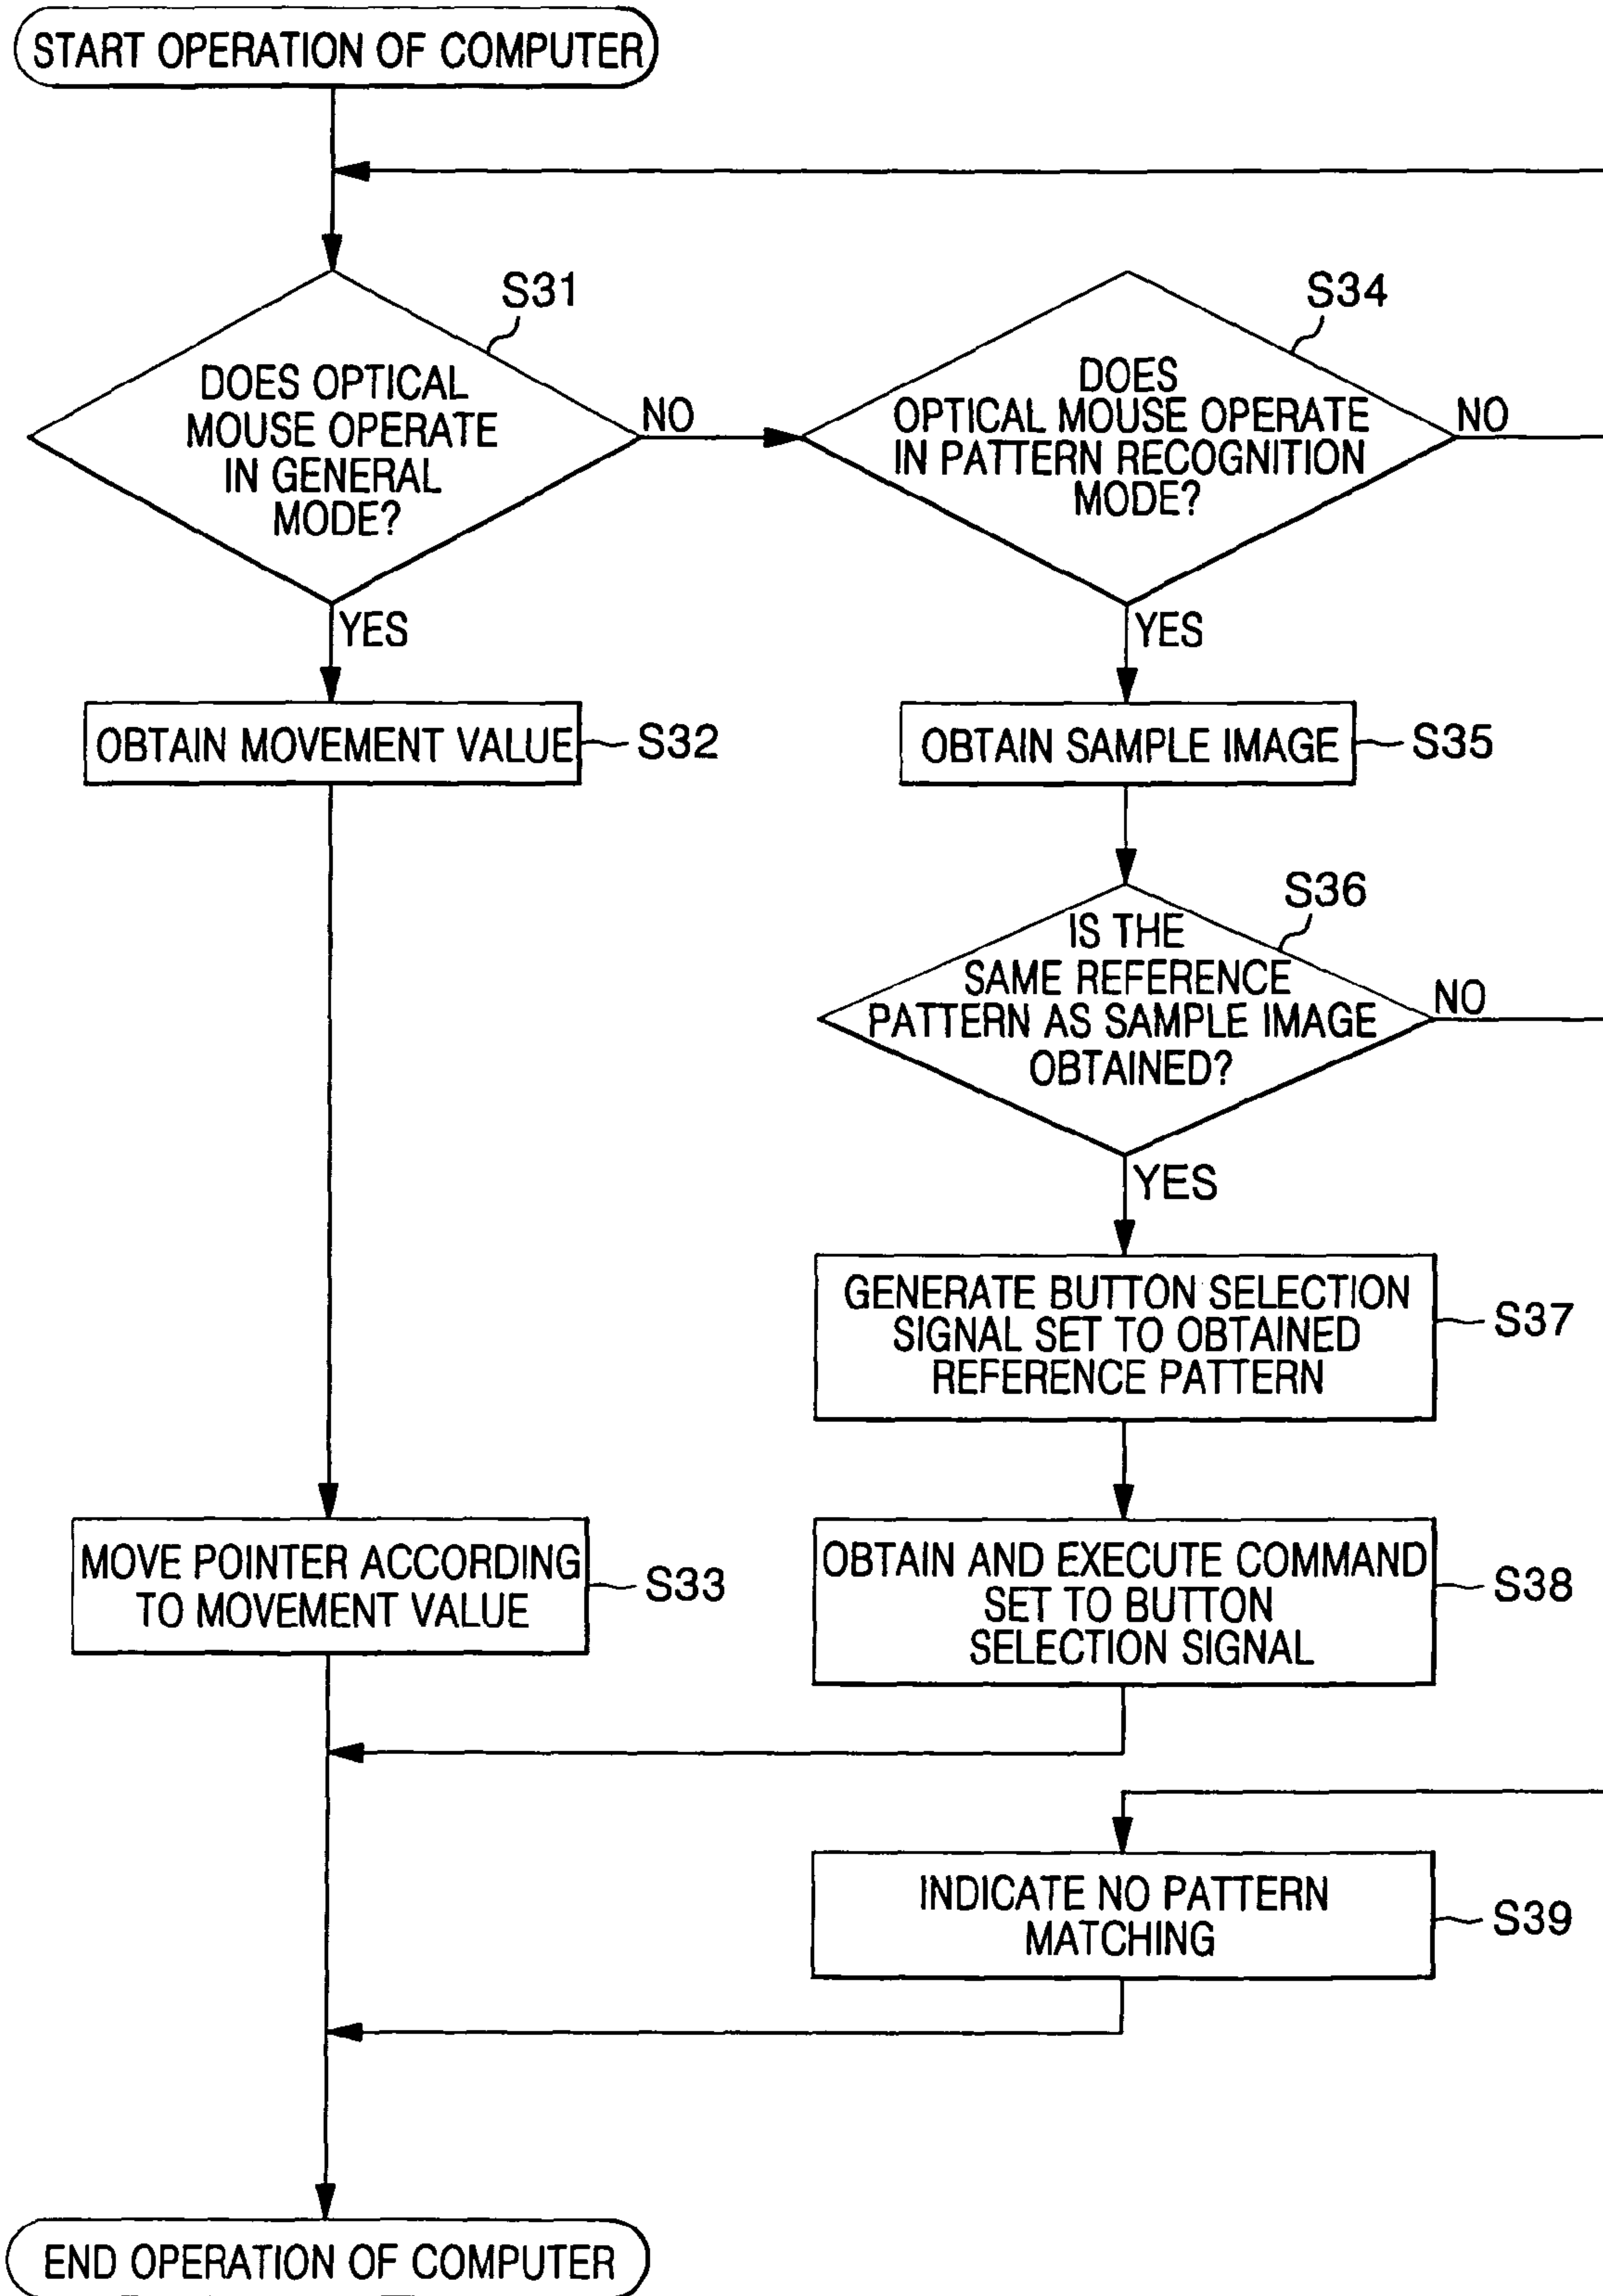 START OPERATION OF COMPUTER
S31
DOES OPTICAL
MOUSE OPERATE
IN GENERAL
MODE?
NO
YES
S34
DOES
OPTICAL MOUSE OPERATE
IN PATTERN RECOGNITION
MODE?
NO
YES
OBTAIN MOVEMENT VALUE
S32
OBTAIN SAMPLE IMAGE
S35
S36
IS THE
SAME REFERENCE
PATTERN AS SAMPLE IMAGE
OBTAINED?
NO
YES
GENERATE BUTTON SELECTION
SIGNAL SET TO OBTAINED
REFERENCE PATTERN
S37
MOVE POINTER ACCORDING
TO MOVEMENT VALUE
S33
OBTAIN AND EXECUTE COMMAND
SET TO BUTTON
SELECTION SIGNAL
S38
INDICATE NO PATTERN
MATCHING
S39
END OPERATION OF COMPUTER